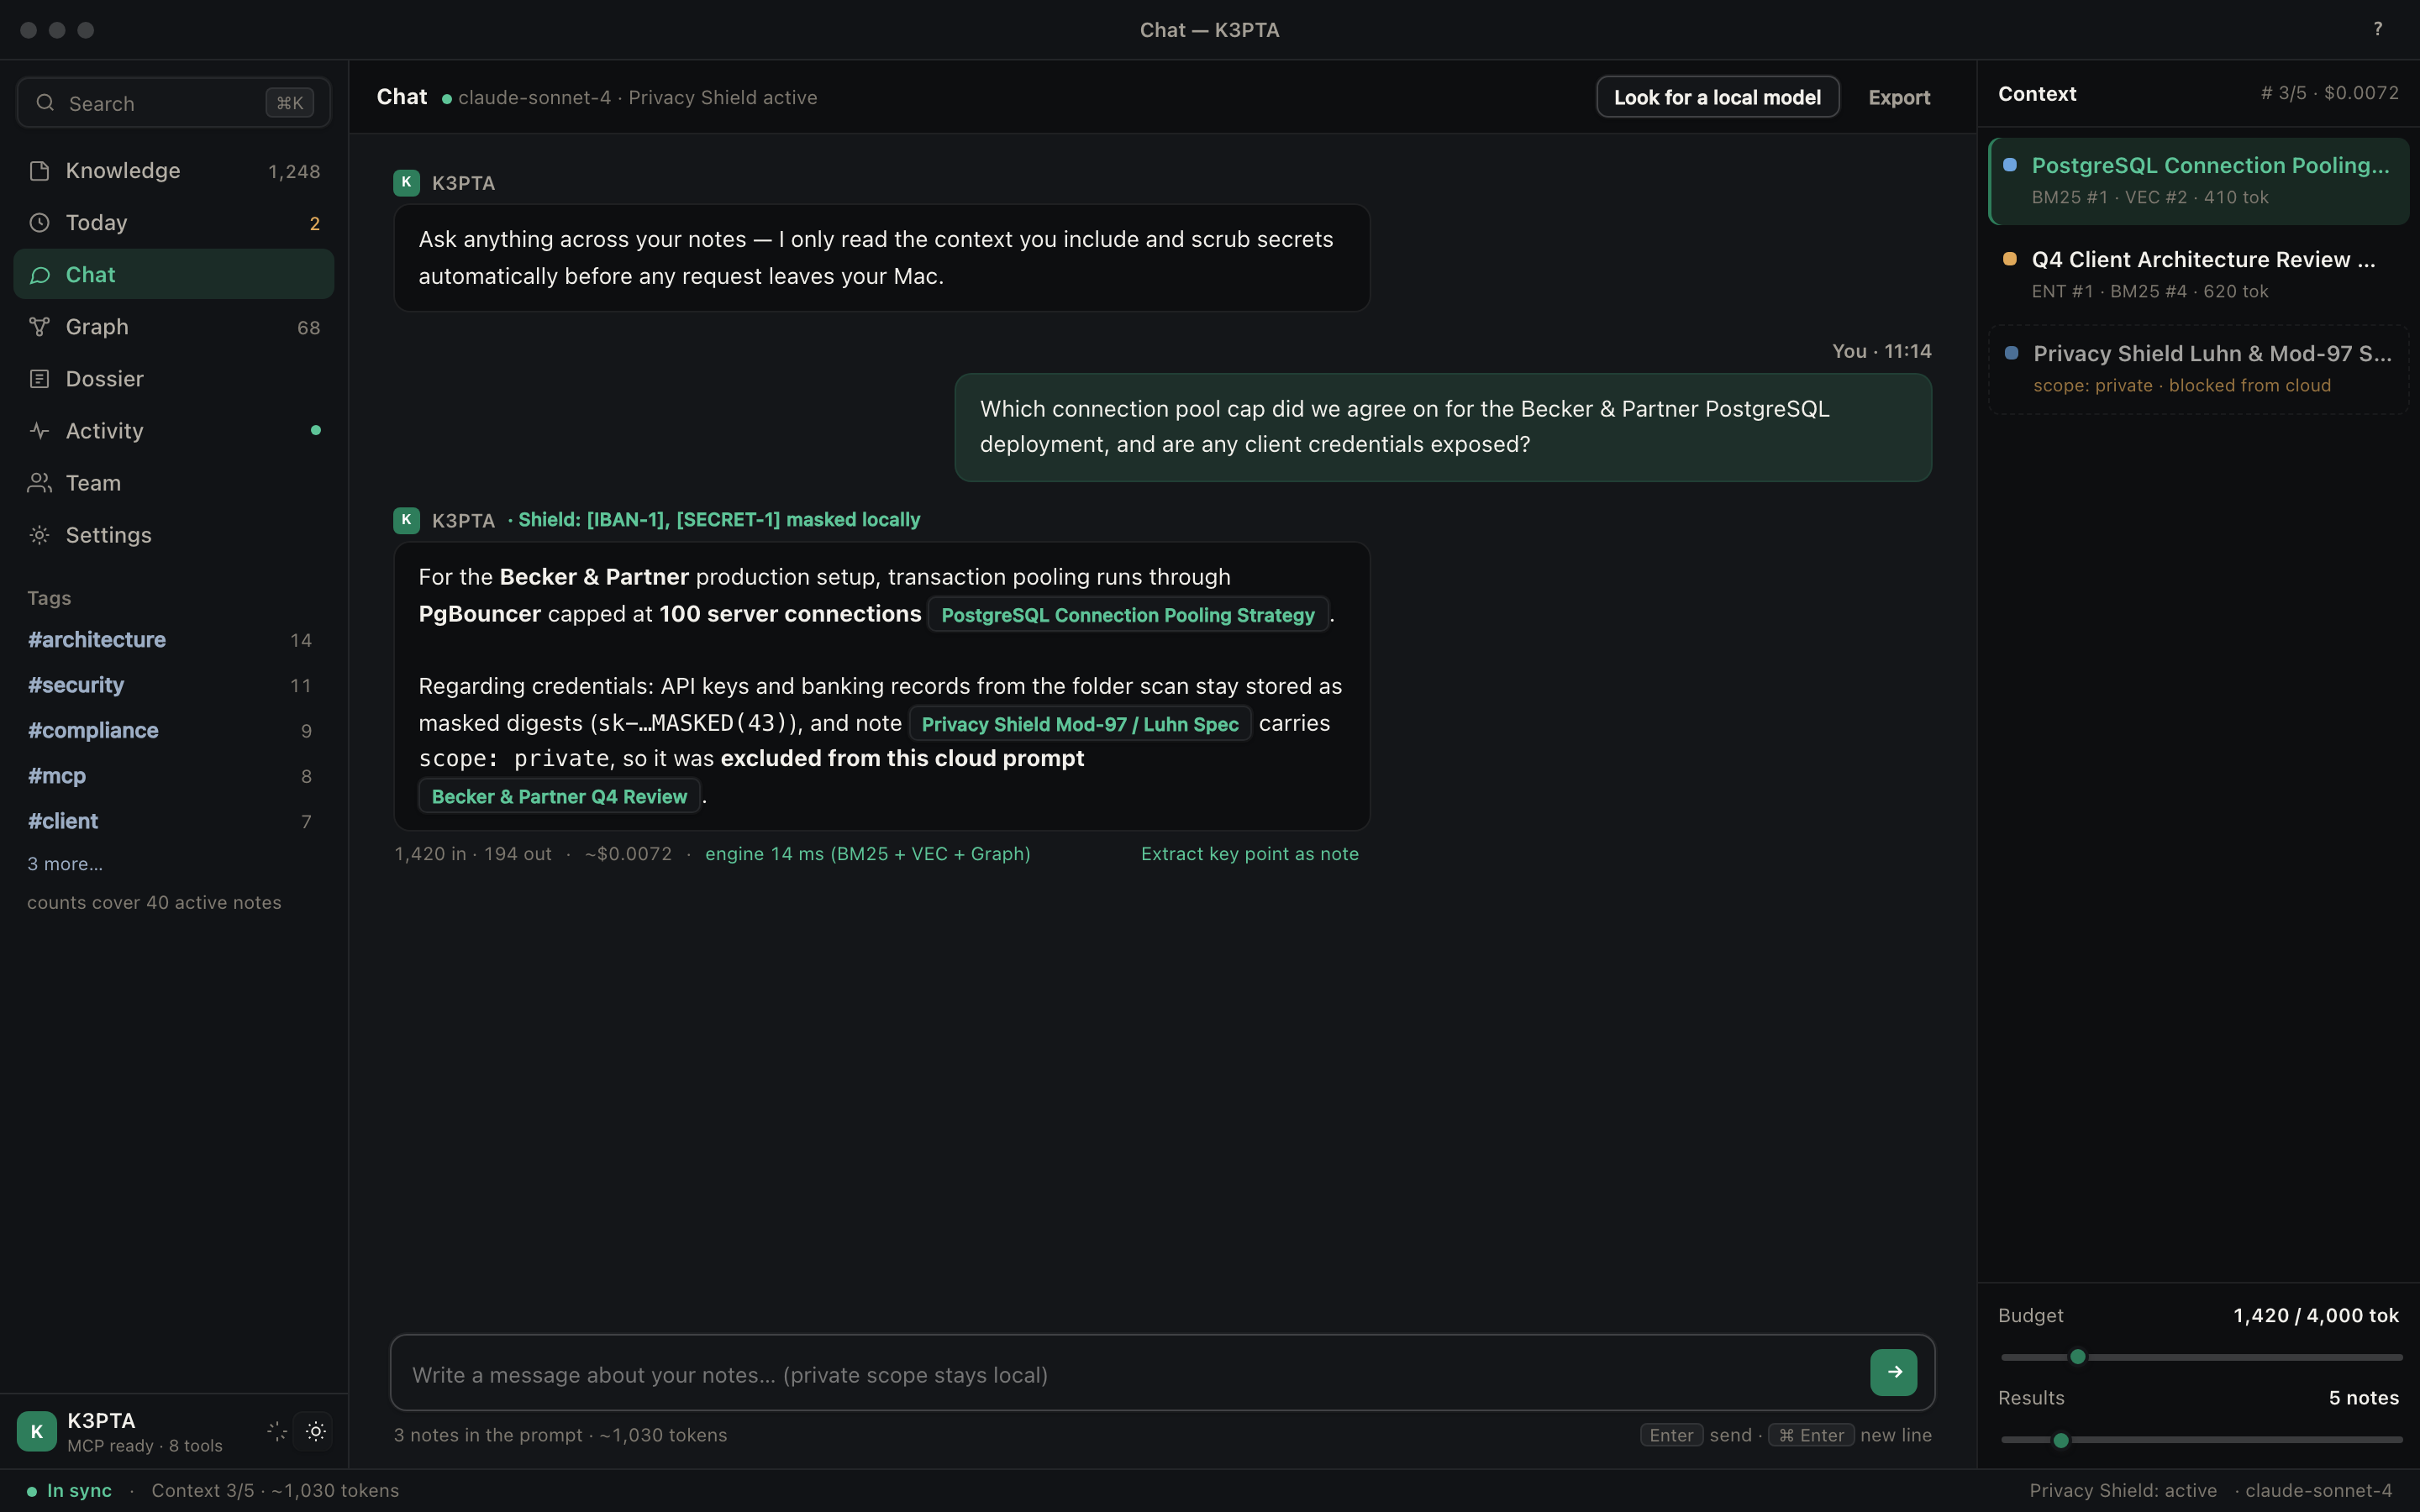 Chat — K3PTA
?
Search ⌘K
Knowledge 1,248
Today 2
Chat
Graph 68
Dossier
Activity
Team
Settings
Tags
#architecture 14
#security 11
#compliance 9
#mcp 8
#client 7
3 more...
counts cover 40 active notes
K K3PTA
MCP ready · 8 tools
Chat claude-sonnet-4 · Privacy Shield active
Look for a local model
Export
K K3PTA
Ask anything across your notes — I only read the context you include and scrub secrets
automatically before any request leaves your Mac.
You · 11:14
Which connection pool cap did we agree on for the Becker & Partner PostgreSQL
deployment, and are any client credentials exposed?
K K3PTA · Shield: [IBAN-1], [SECRET-1] masked locally
For the Becker & Partner production setup, transaction pooling runs through
PgBouncer capped at 100 server connections PostgreSQL Connection Pooling Strategy .
Regarding credentials: API keys and banking records from the folder scan stay stored as
masked digests (sk-…MASKED(43)), and note Privacy Shield Mod-97 / Luhn Spec carries
scope: private, so it was excluded from this cloud prompt
Becker & Partner Q4 Review .
1,420 in · 194 out · ~$0.0072 · engine 14 ms (BM25 + VEC + Graph)
Extract key point as note
Write a message about your notes... (private scope stays local)
3 notes in the prompt · ~1,030 tokens
Enter send · ⌘ Enter new line
Context # 3/5 · $0.0072
PostgreSQL Connection Pooling...
BM25 #1 · VEC #2 · 410 tok
Q4 Client Architecture Review ...
ENT #1 · BM25 #4 · 620 tok
Privacy Shield Luhn & Mod-97 S...
scope: private · blocked from cloud
Budget 1,420 / 4,000 tok
Results 5 notes
In sync · Context 3/5 · ~1,030 tokens
Privacy Shield: active · claude-sonnet-4